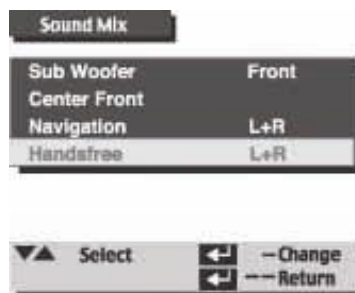 Sound Mix
Sub Woofer Front
Center Front
Navigation L+R
Handsfree L+R
▼▲ Select ↵ –Change
↵ ––Return